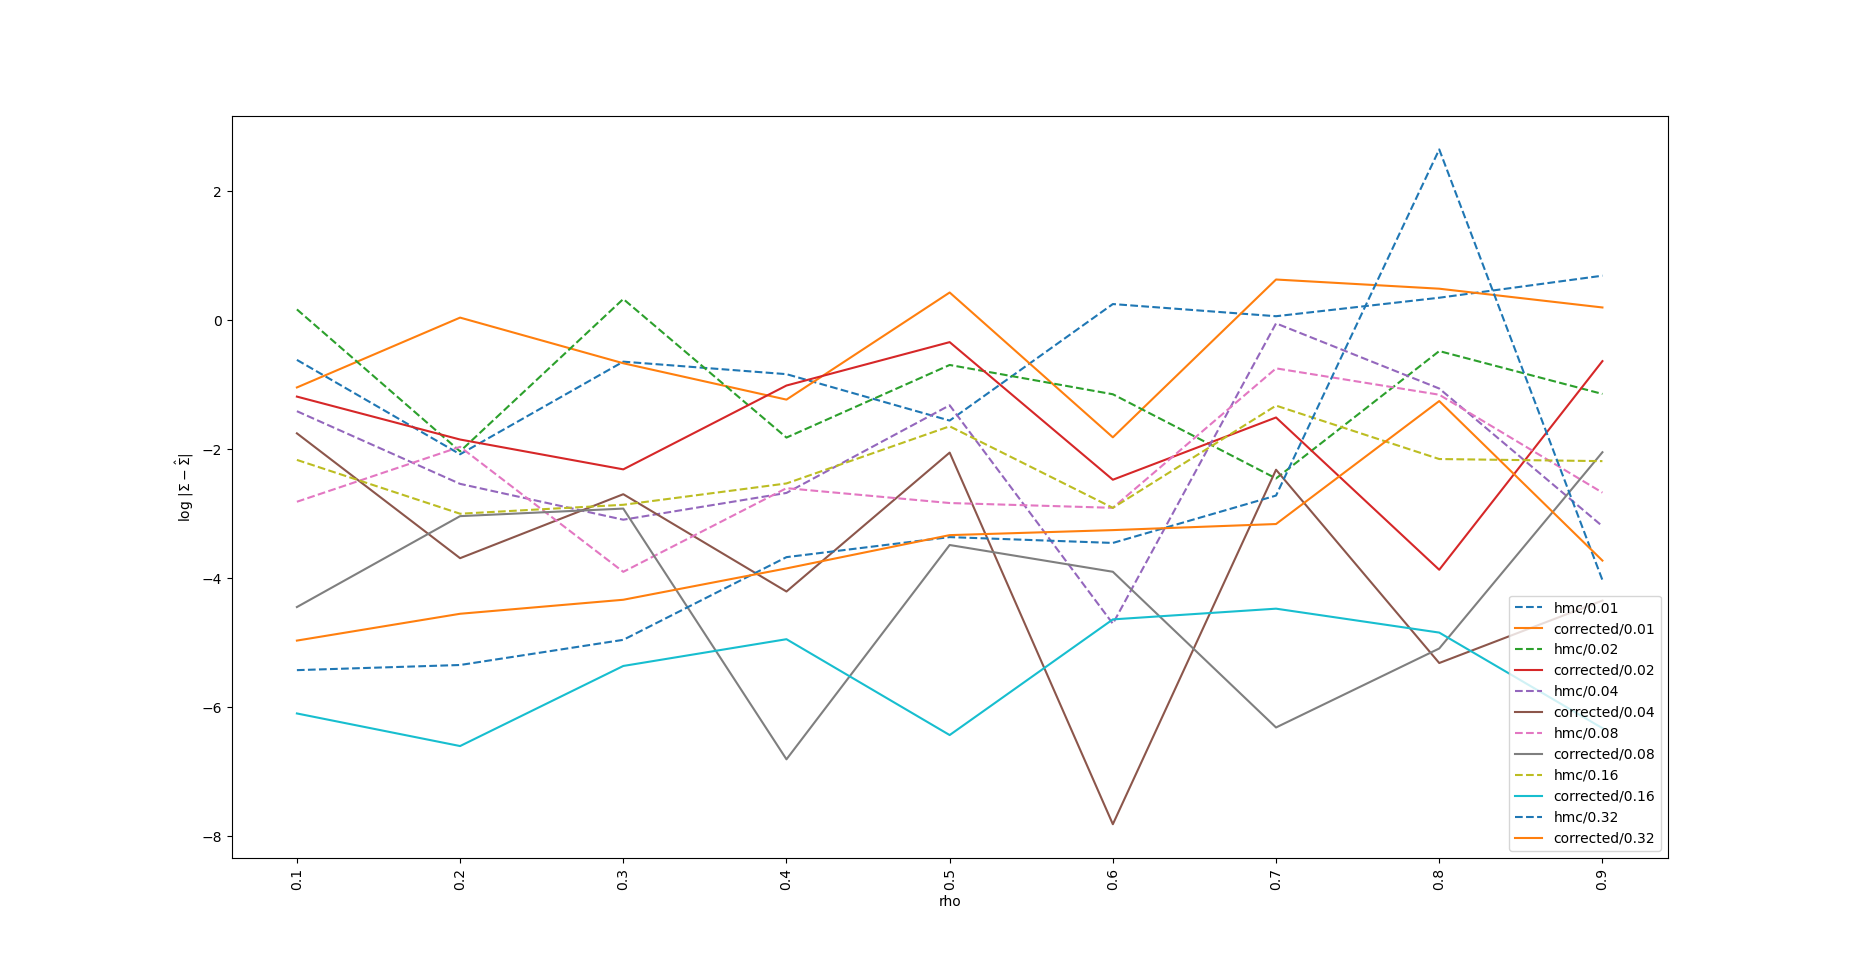 log |Σ − Σ̂|
2
0
−2
−4
−6
−8
0.1
0.2
0.3
0.4
0.5
0.6
0.7
0.8
0.9
rho
hmc/0.01
corrected/0.01
hmc/0.02
corrected/0.02
hmc/0.04
corrected/0.04
hmc/0.08
corrected/0.08
hmc/0.16
corrected/0.16
hmc/0.32
corrected/0.32